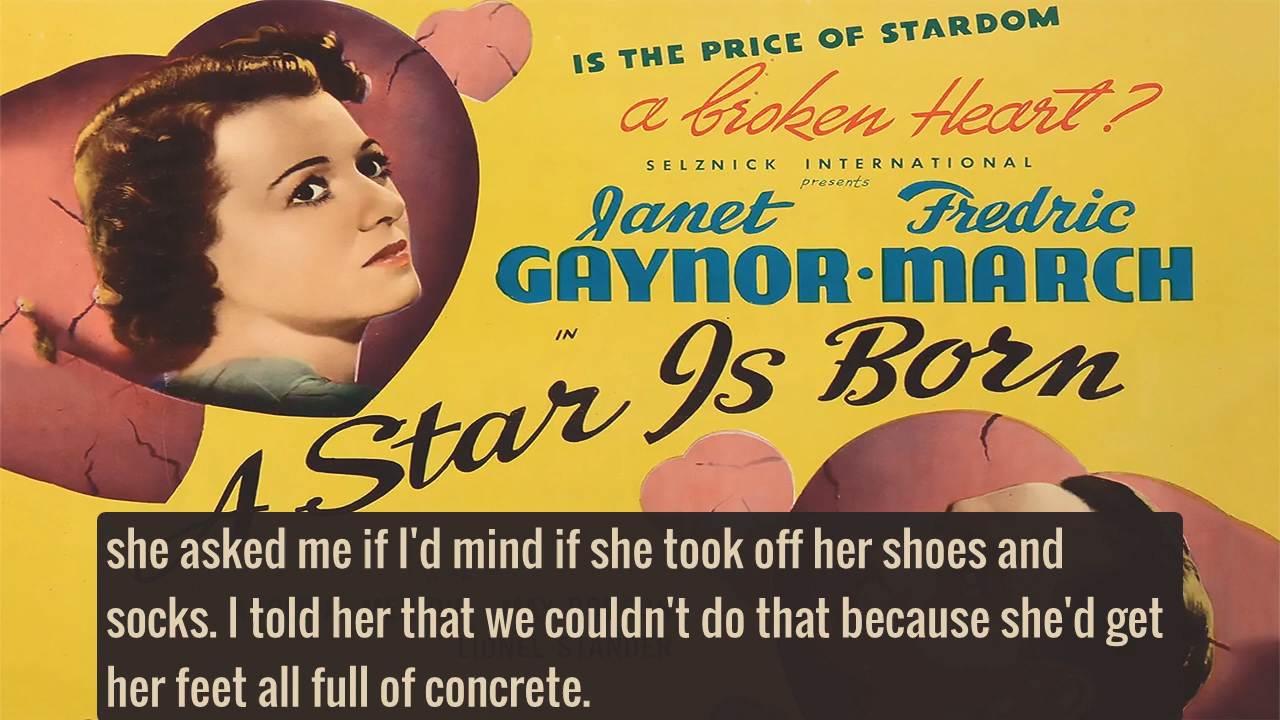 IS THE PRICE OF STARDOM
a broken Heart?
SELZNICK INTERNATIONAL
presents
Janet Fredric
GAYNOR · MARCH
IN
A Star Is Born
she asked me if I'd mind if she took off her shoes and
socks. I told her that we couldn't do that because she'd get
her feet all full of concrete.
LIONEL STANDER